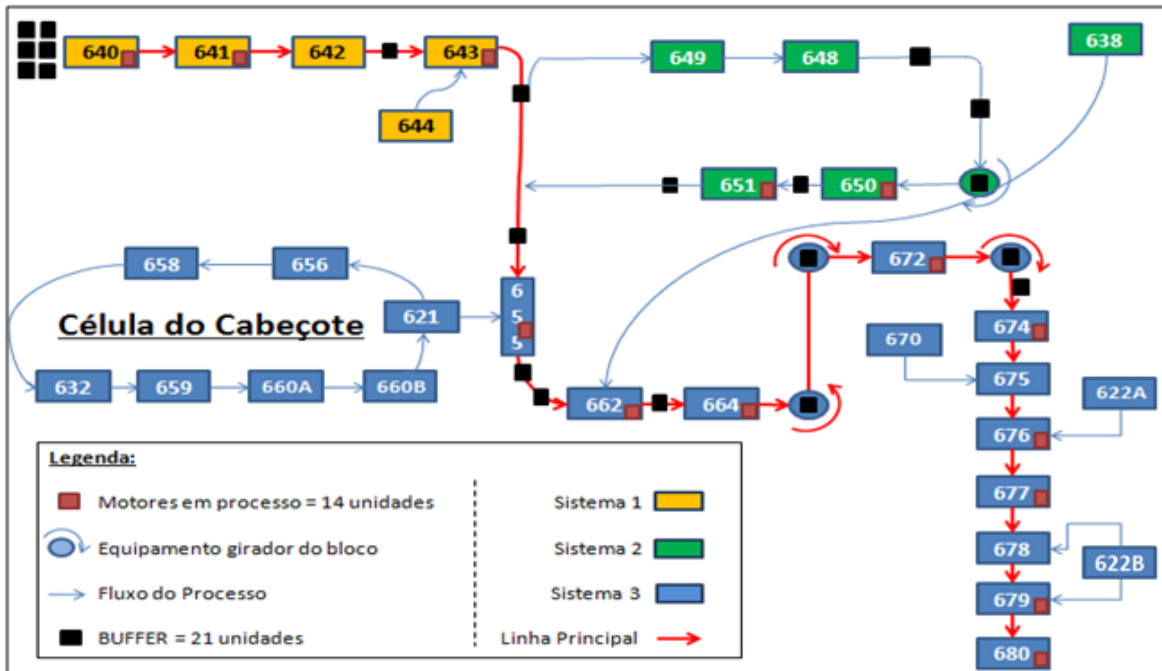 640
641
642
643
644
649
648
638
651
650
658
656
621
Célula do Cabeçote
632
659
660A
660B
6
5
5
662
664
672
674
670
675
622A
676
677
678
622B
679
680
Legenda:
Motores em processo = 14 unidades
Equipamento girador do bloco
Fluxo do Processo
BUFFER = 21 unidades
Sistema 1
Sistema 2
Sistema 3
Linha Principal